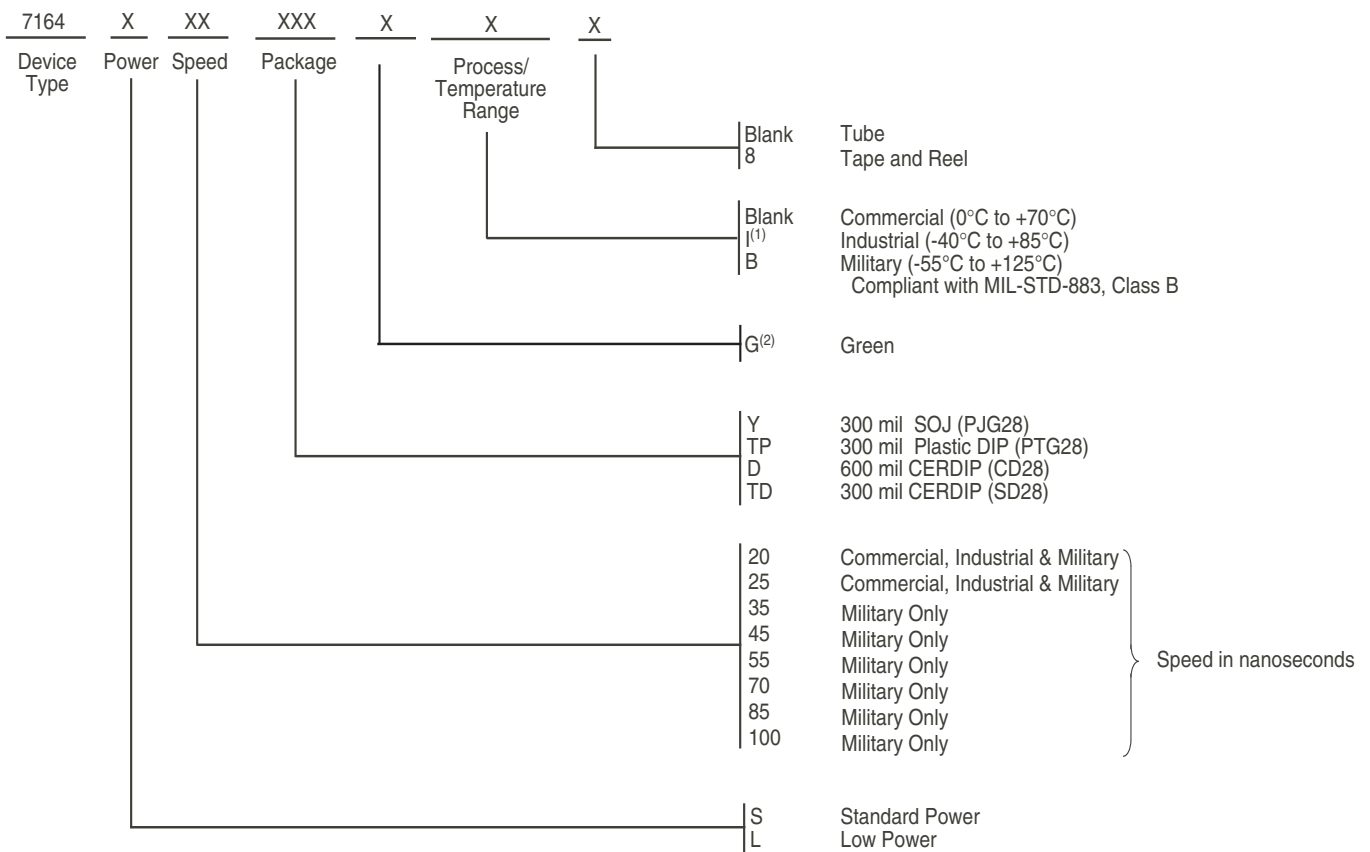 7164 X XX XXX X X X
Device Type
Power
Speed
Package
Process/
Temperature
Range
Blank Tube
8 Tape and Reel
Blank Commercial (0°C to +70°C)
I(1) Industrial (-40°C to +85°C)
B Military (-55°C to +125°C)
Compliant with MIL-STD-883, Class B
G(2) Green
Y 300 mil SOJ (PJG28)
TP 300 mil Plastic DIP (PTG28)
D 600 mil CERDIP (CD28)
TD 300 mil CERDIP (SD28)
20 Commercial, Industrial & Military
25 Commercial, Industrial & Military
35 Military Only
45 Military Only
55 Military Only
70 Military Only
85 Military Only
100 Military Only
Speed in nanoseconds
S Standard Power
L Low Power